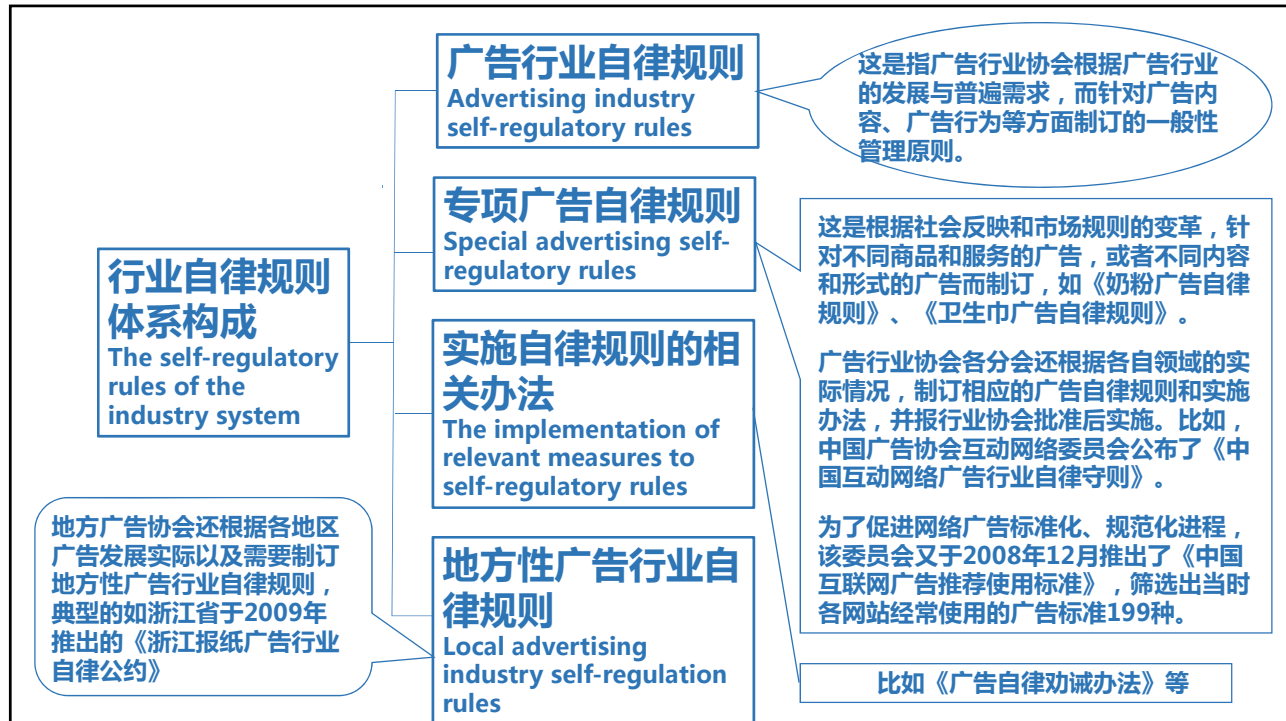 行业自律规则
体系构成
The self-regulatory
rules of the
industry system
广告行业自律规则
Advertising industry
self-regulatory rules
这是指广告行业协会根据广告行业
的发展与普遍需求，而针对广告内
容、广告行为等方面制订的一般性
管理原则。
专项广告自律规则
Special advertising self-
regulatory rules
这是根据社会反映和市场规则的变革，针
对不同商品和服务的广告，或者不同内容
和形式的广告而制订，如《奶粉广告自律
规则》、《卫生巾广告自律规则》。
广告行业协会各分会还根据各自领域的实
际情况，制订相应的广告自律规则和实施
办法，并报行业协会批准后实施。比如，
中国广告协会互动网络委员会公布了《中
国互动网络广告行业自律守则》。
为了促进网络广告标准化、规范化进程，
该委员会又于2008年12月推出了《中国
互联网广告推荐使用标准》，筛选出当时
各网站经常使用的广告标准199种。
实施自律规则的相
关办法
The implementation of
relevant measures to
self-regulatory rules
比如《广告自律劝诫办法》等
地方性广告行业自
律规则
Local advertising
industry self-regulation
rules
地方广告协会还根据各地区
广告发展实际以及需要制订
地方性广告行业自律规则，
典型的如浙江省于2009年
推出的《浙江报纸广告行业
自律公约》